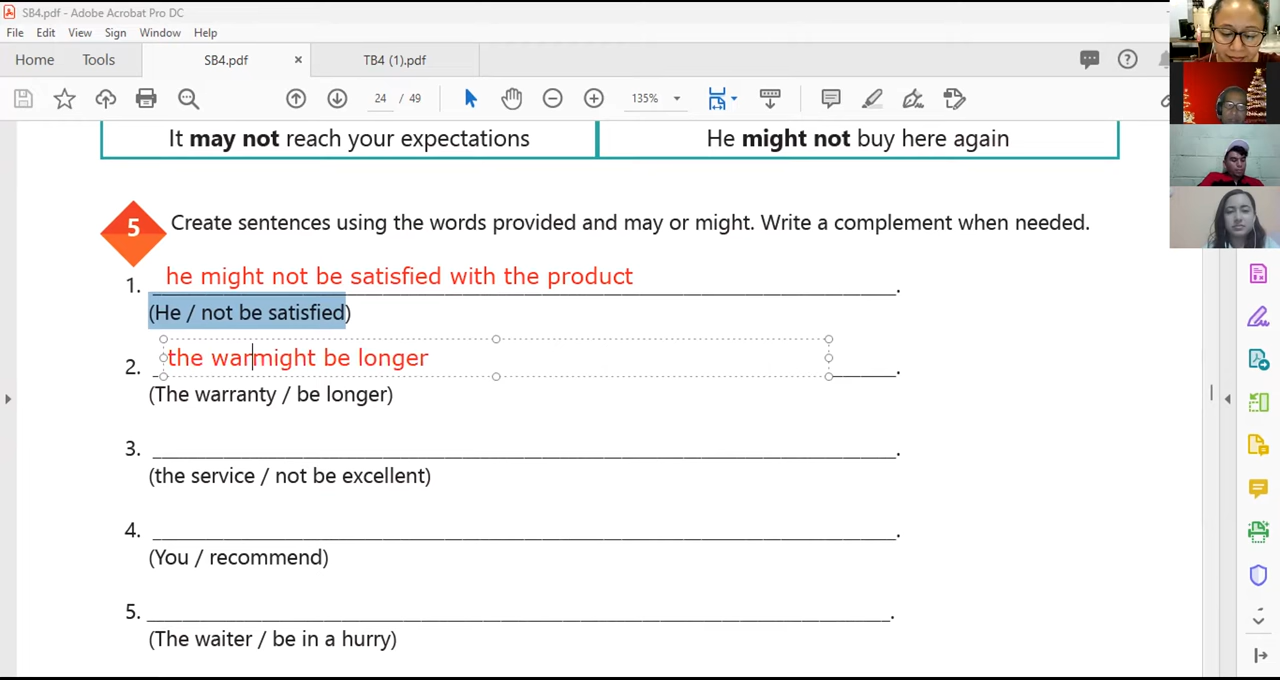 SB4.pdf - Adobe Acrobat Pro DC
File Edit View Sign Window Help
Home Tools SB4.pdf × TB4 (1).pdf
24 / 49 135%
It may not reach your expectations
He might not buy here again
5 Create sentences using the words provided and may or might. Write a complement when needed.
1. he might not be satisfied with the product.
(He / not be satisfied)
2. the warmight be longer.
(The warranty / be longer)
3. .
(the service / not be excellent)
4. .
(You / recommend)
5. .
(The waiter / be in a hurry)